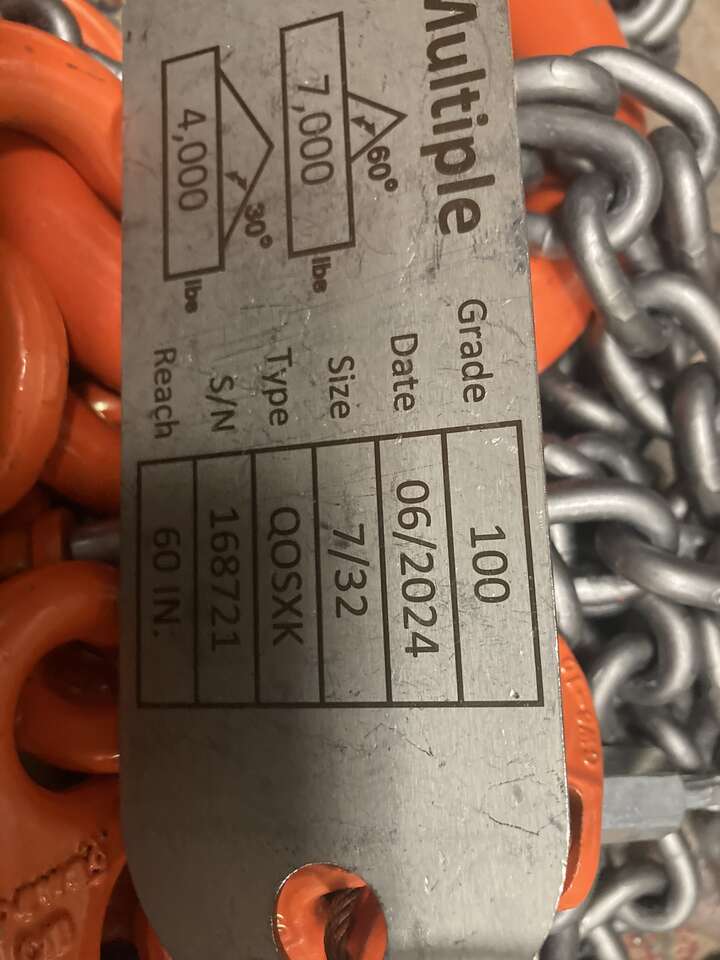 Multiple
7,000 lbs
60°
4,000 lbs
30°
Grade 100
Date 06/2024
Size 7/32
Type QOSXK
S/N 168721
Reach 60 IN.